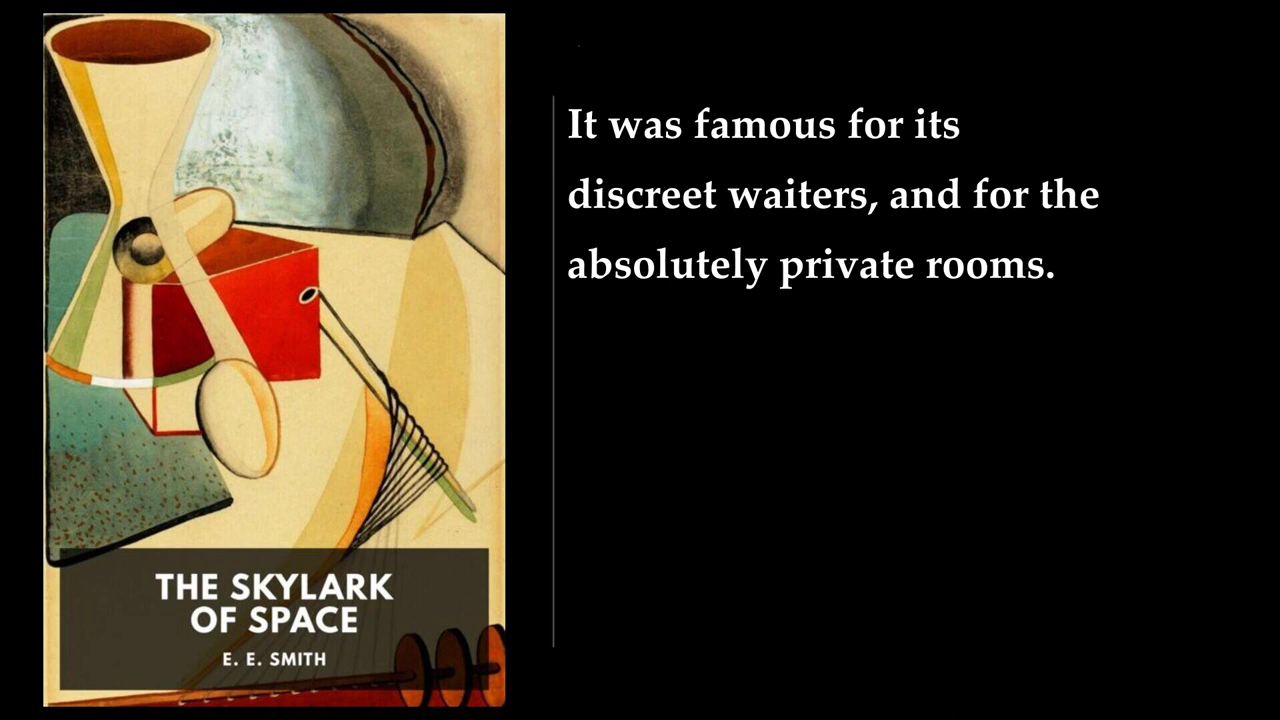 It was famous for its
discreet waiters, and for the
absolutely private rooms.
THE SKYLARK
OF SPACE
E. E. SMITH